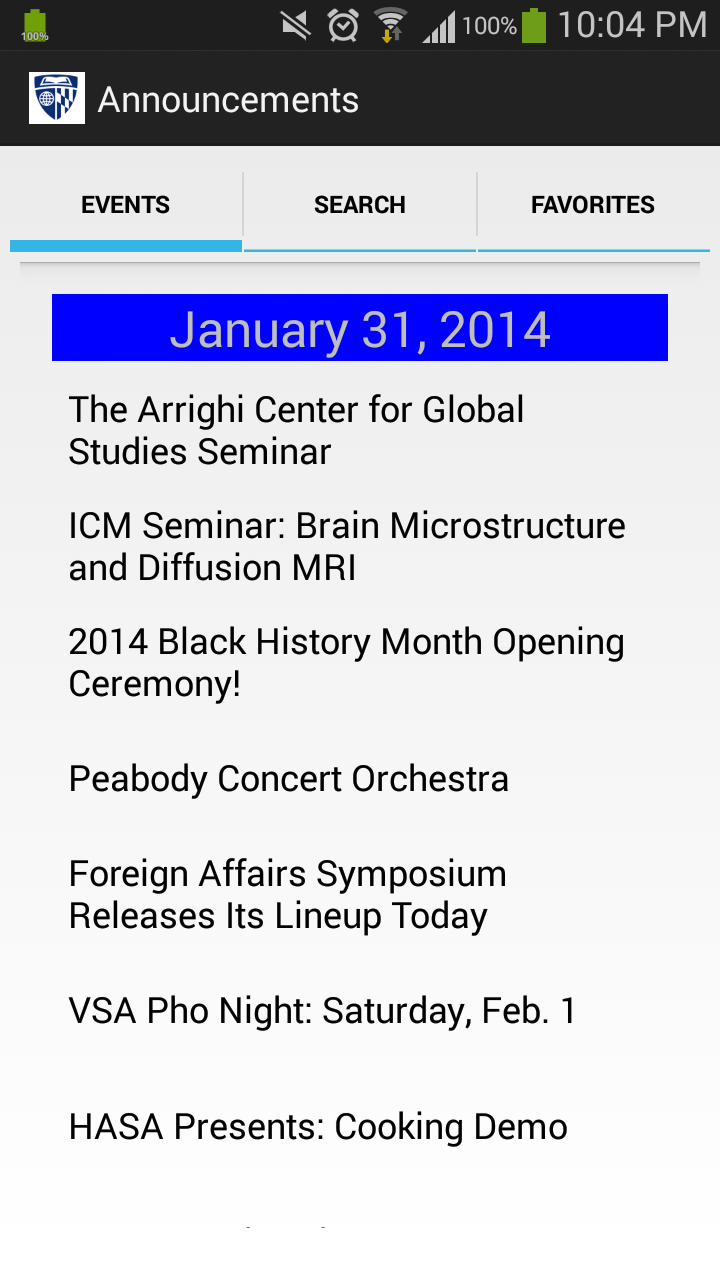 100%
100%
10:04 PM
Announcements
EVENTS
SEARCH
FAVORITES
January 31, 2014
The Arrighi Center for Global
Studies Seminar
ICM Seminar: Brain Microstructure
and Diffusion MRI
2014 Black History Month Opening
Ceremony!
Peabody Concert Orchestra
Foreign Affairs Symposium
Releases Its Lineup Today
VSA Pho Night: Saturday, Feb. 1
HASA Presents: Cooking Demo